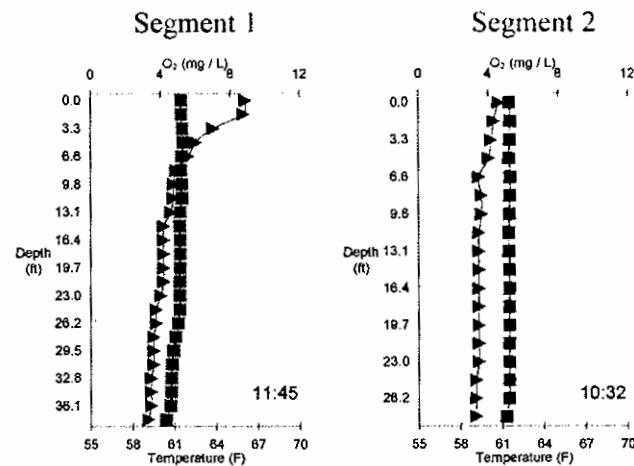 Segment 1
O₂ (mg / L)
0 4 8 12
0.0
3.3
6.6
9.8
13.1
16.4
Depth
(ft)
19.7
23.0
26.2
29.5
32.8
36.1
11:45
55 58 61 64 67 70
Temperature (F)
Segment 2
O₂ (mg / L)
0 4 8 12
0.0
3.3
6.6
9.8
13.1
Depth
(ft)
16.4
19.7
23.0
26.2
10:32
55 58 61 64 67 70
Temperature (F)